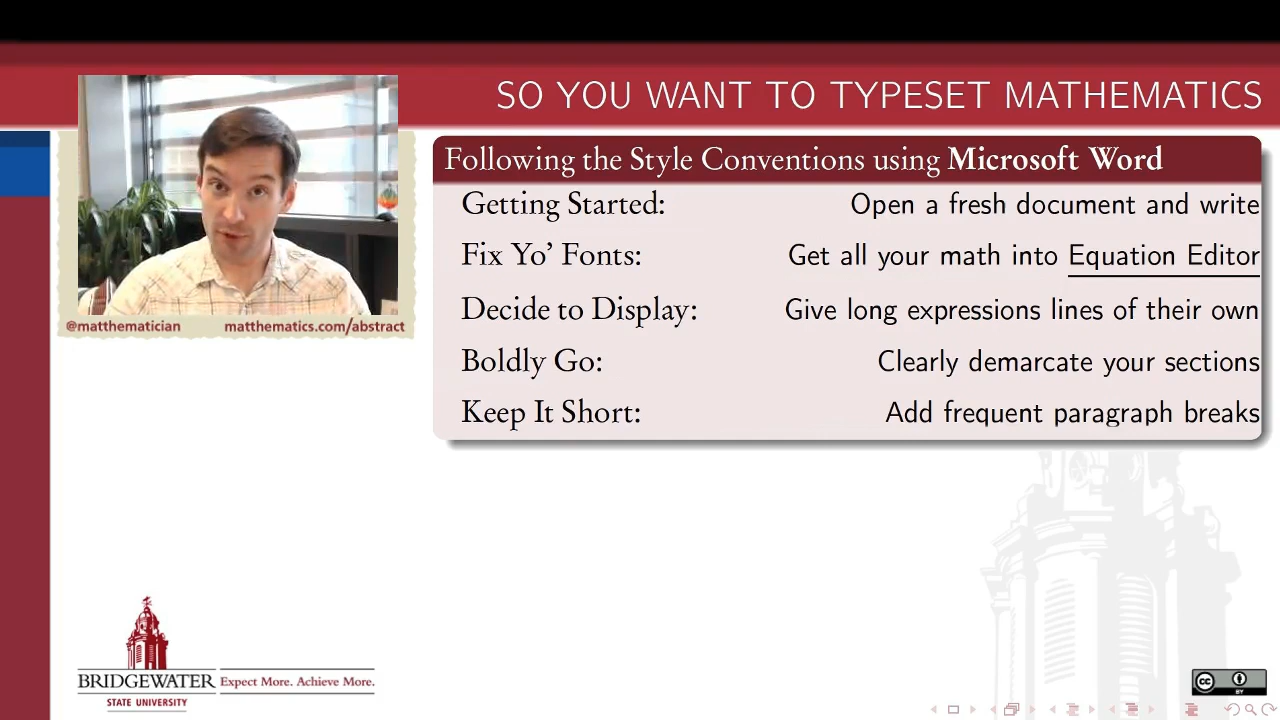 SO YOU WANT TO TYPESET MATHEMATICS
Following the Style Conventions using Microsoft Word
Getting Started: Open a fresh document and write
Fix Yo’ Fonts: Get all your math into Equation Editor
Decide to Display: Give long expressions lines of their own
Boldly Go: Clearly demarcate your sections
Keep It Short: Add frequent paragraph breaks
@matthematician matthematics.com/abstract
BRIDGEWATER Expect More. Achieve More.
STATE UNIVERSITY
cc BY